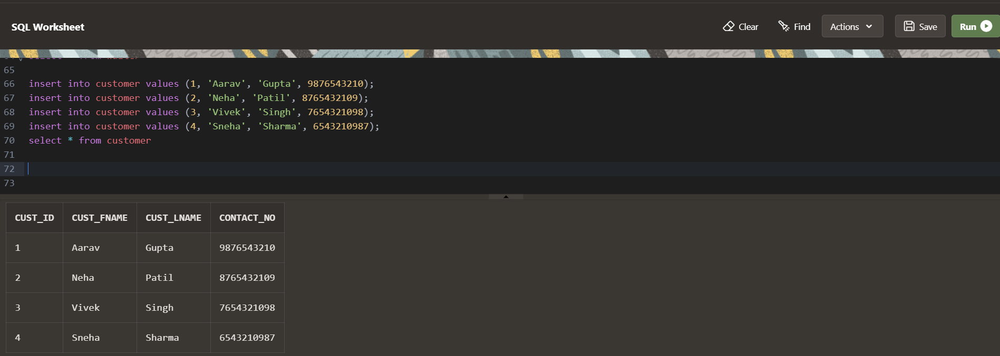 SQL Worksheet
Clear Find Actions Save Run
65
66 insert into customer values (1, 'Aarav', 'Gupta', 9876543210);
67 insert into customer values (2, 'Neha', 'Patil', 8765432109);
68 insert into customer values (3, 'Vivek', 'Singh', 7654321098);
69 insert into customer values (4, 'Sneha', 'Sharma', 6543210987);
70 select * from customer
71
72
73
CUST_ID CUST_FNAME CUST_LNAME CONTACT_NO
1 Aarav Gupta 9876543210
2 Neha Patil 8765432109
3 Vivek Singh 7654321098
4 Sneha Sharma 6543210987